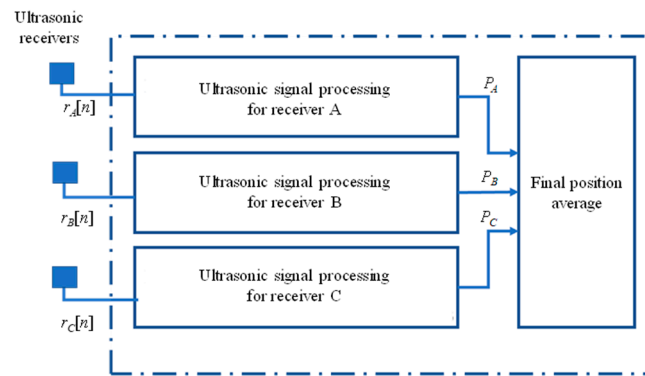 Ultrasonic
receivers
r_A[n]
Ultrasonic signal processing
for receiver A
P_A
r_B[n]
Ultrasonic signal processing
for receiver B
P_B
r_C[n]
Ultrasonic signal processing
for receiver C
P_C
Final position
average